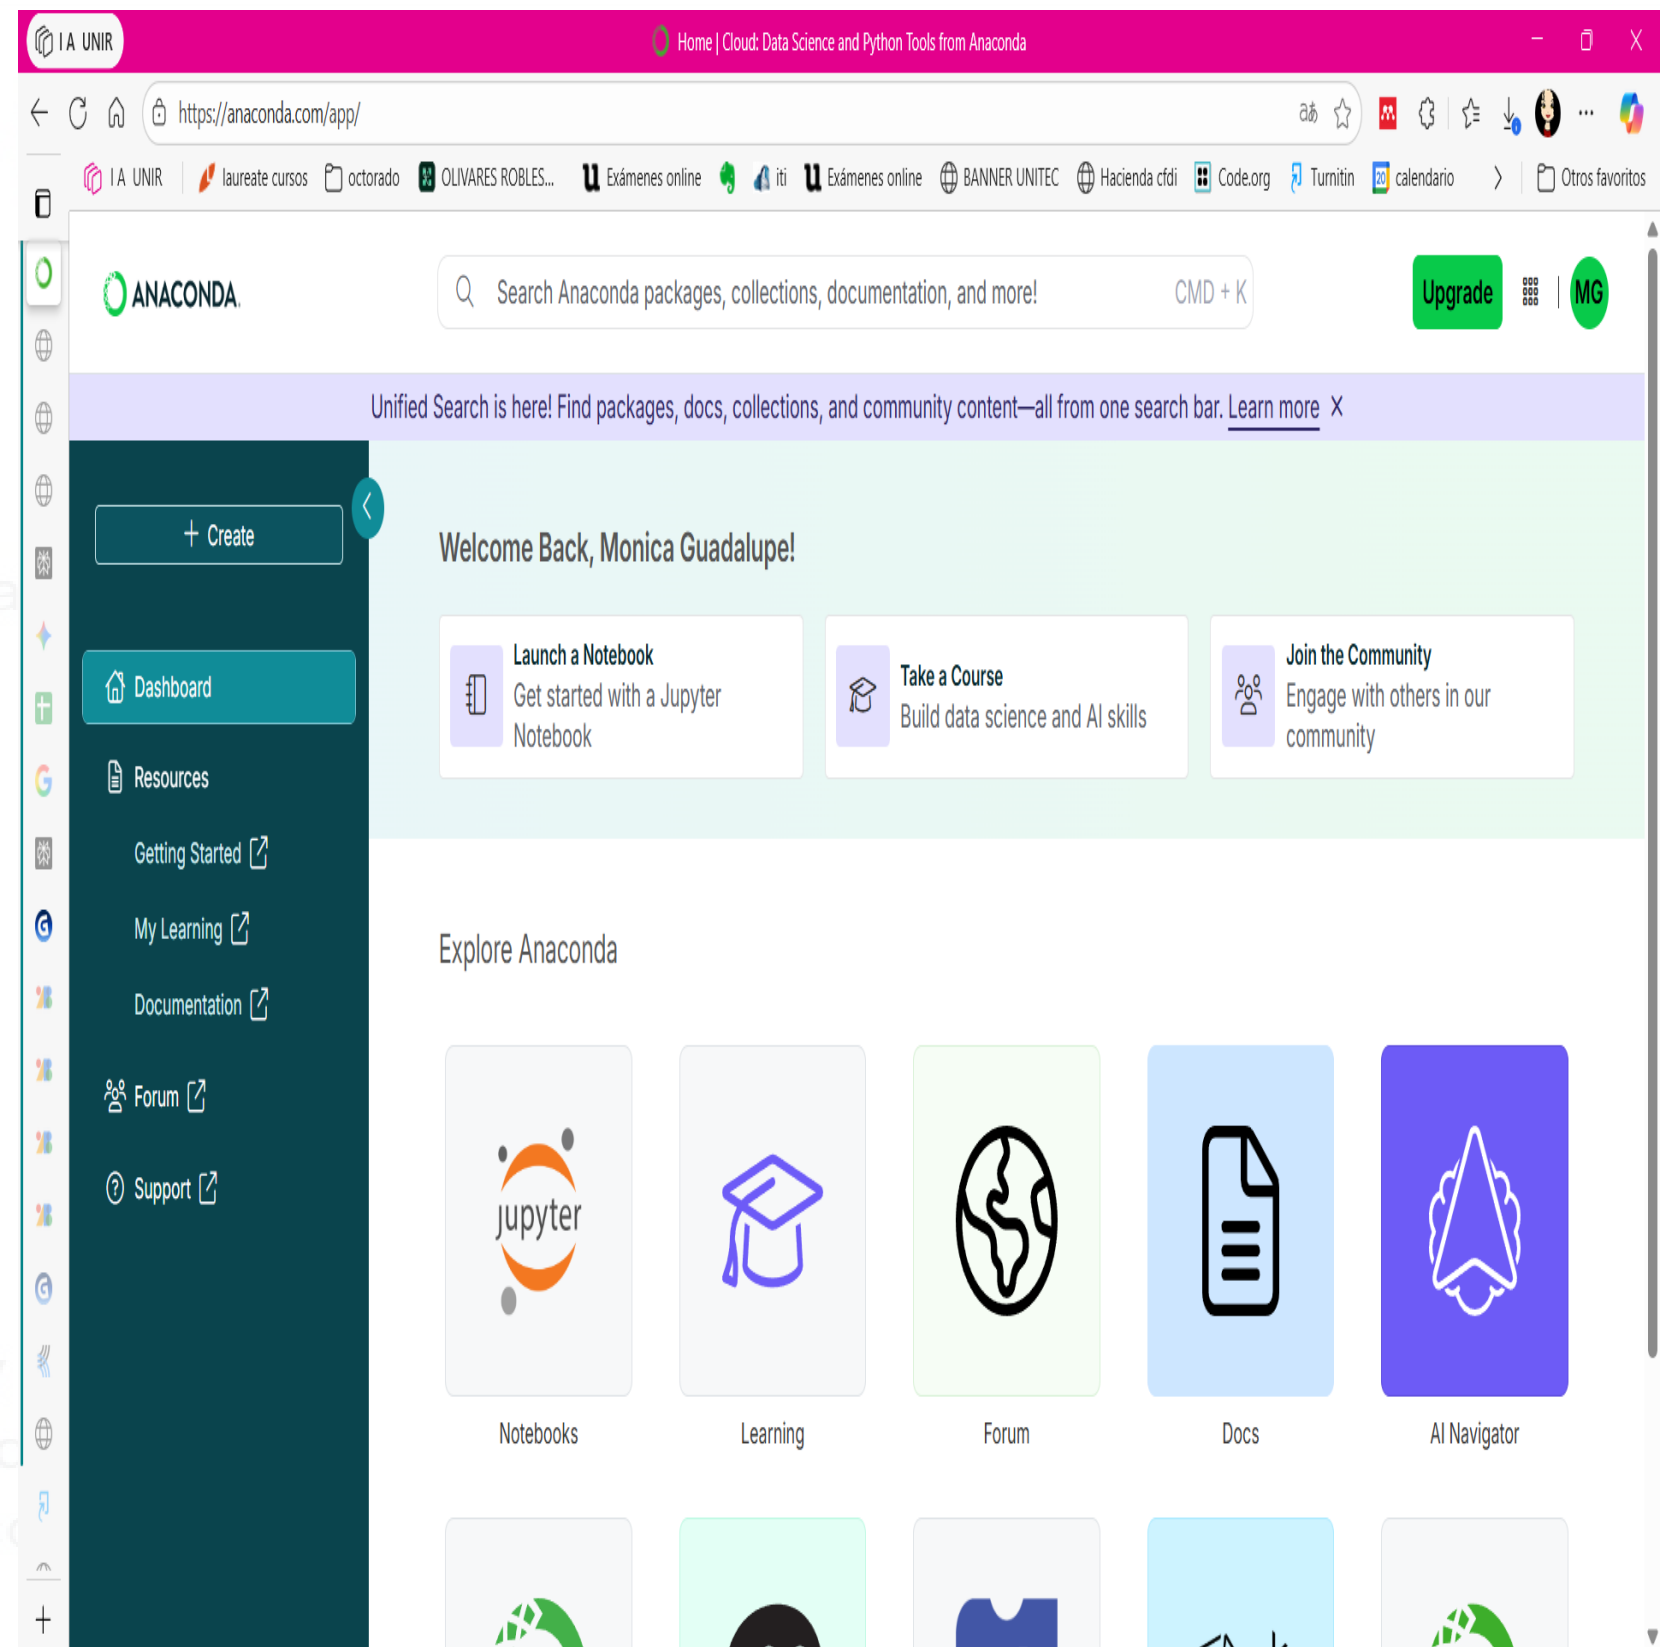 I A UNIR
Home | Cloud: Data Science and Python Tools from Anaconda
https://anaconda.com/app/
aあ
I A UNIR
laureate cursos
octorado
OLIVARES ROBLES...
Exámenes online
iti
Exámenes online
BANNER UNITEC
Hacienda cfdi
Code.org
Turnitin
20
calendario
Otros favoritos
ANACONDA.
Search Anaconda packages, collections, documentation, and more!
CMD + K
Upgrade
MG
Unified Search is here! Find packages, docs, collections, and community content—all from one search bar. Learn more X
+ Create
Dashboard
Resources
Getting Started
My Learning
Documentation
Forum
Support
Welcome Back, Monica Guadalupe!
Launch a Notebook
Get started with a Jupyter
Notebook
Take a Course
Build data science and AI skills
Join the Community
Engage with others in our
community
Explore Anaconda
jupyter
Notebooks
Learning
Forum
Docs
AI Navigator